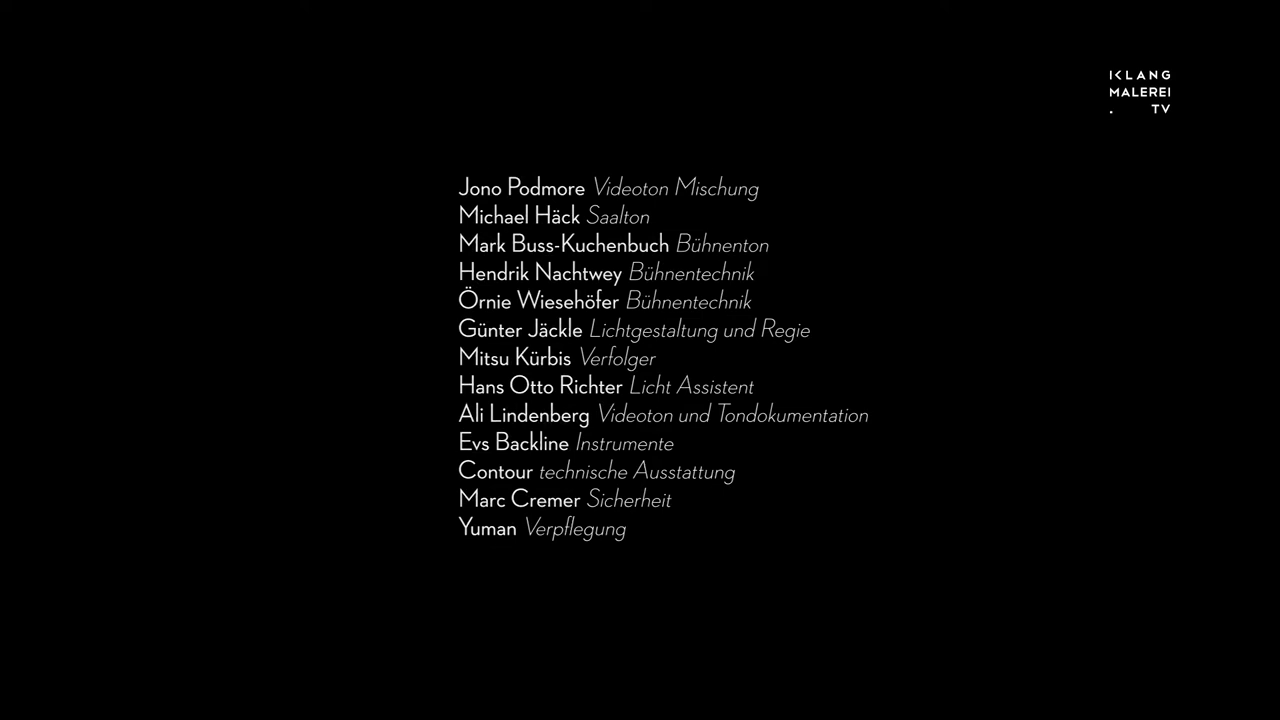 KLANG
MALEREI
. TV
Jono Podmore Videoton Mischung
Michael Häck Saalton
Mark Buss-Kuchenbuch Bühnenton
Hendrik Nachtwey Bühnentechnik
Örnie Wiesehöfer Bühnentechnik
Günter Jäckle Lichtgestaltung und Regie
Mitsu Kürbis Verfolger
Hans Otto Richter Licht Assistent
Ali Lindenberg Videoton und Tondokumentation
Evs Backline Instrumente
Contour technische Ausstattung
Marc Cremer Sicherheit
Yuman Verpflegung